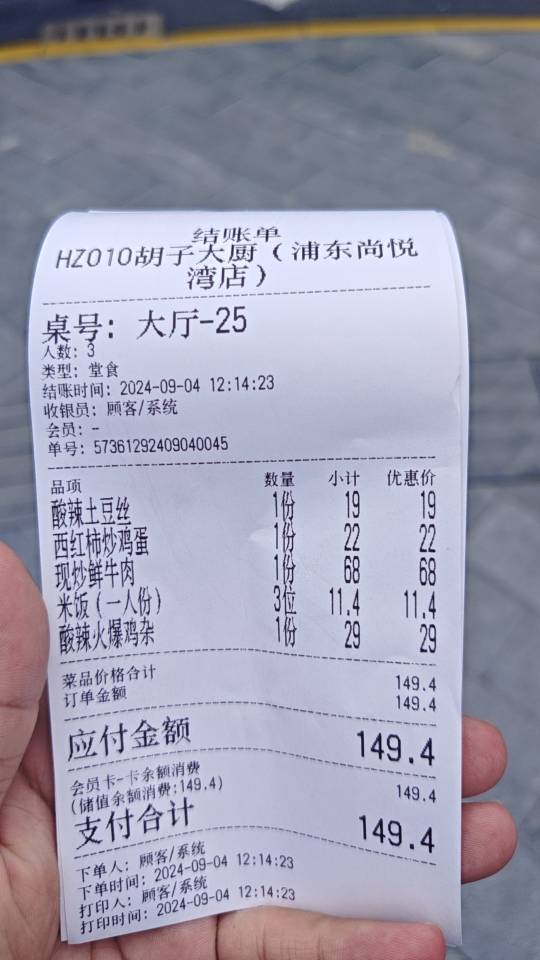 结账单
HZ010胡子大厨（浦东尚悦
湾店）
桌号: 大厅-25
人数: 3
类型: 堂食
结账时间: 2024-09-04 12:14:23
收银员: 顾客/系统
会员: -
单号: 57361292409040045
品项 数量 小计 优惠价
酸辣土豆丝 1份 19 19
西红柿炒鸡蛋 1份 22 22
现炒鲜牛肉 1份 68 68
米饭（一人份） 3位 11.4 11.4
酸辣火爆鸡杂 1份 29 29
菜品价格合计 149.4
订单金额 149.4
应付金额 149.4
会员卡-卡余额消费 149.4
(储值余额消费:149.4)
支付合计 149.4
下单人: 顾客/系统
下单时间: 2024-09-04 12:14:23
打印人: 顾客/系统
打印时间: 2024-09-04 12:14:23